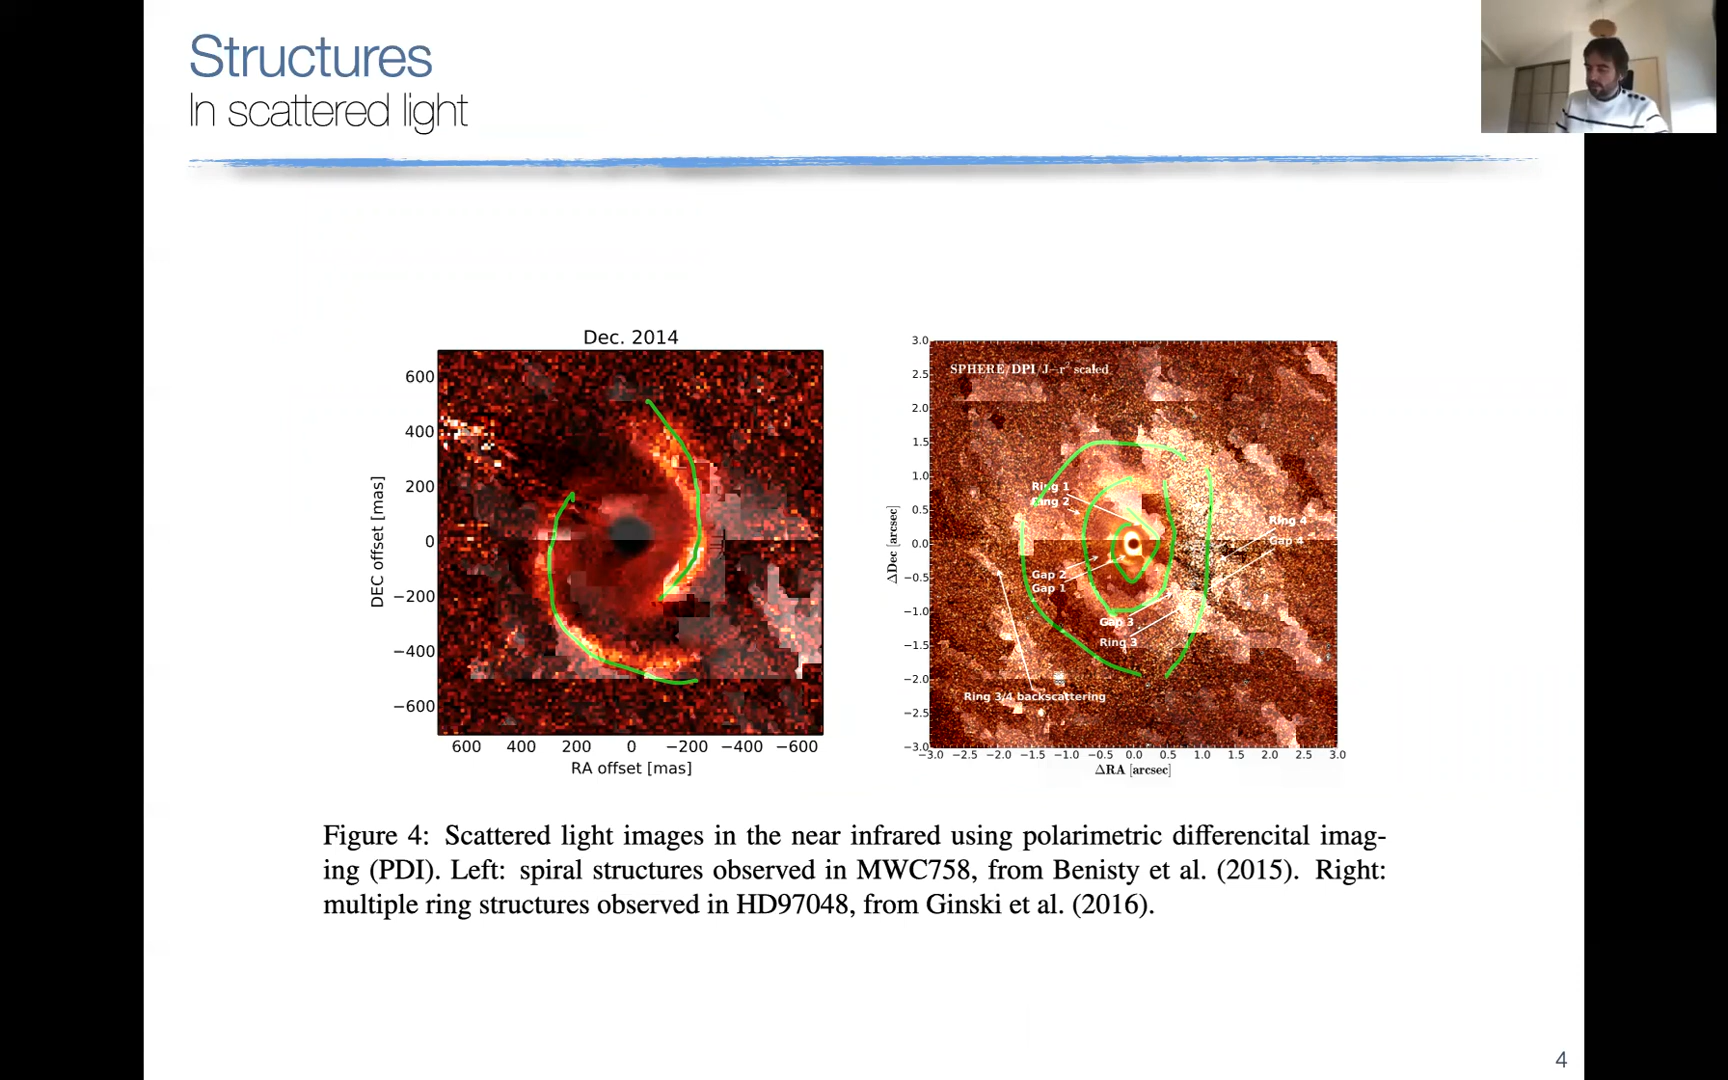 Structures
In scattered light
Dec. 2014
600
400
200
0
−200
−400
−600
DEC offset [mas]
600 400 200 0 −200 −400 −600
RA offset [mas]
3.0
2.5
2.0
1.5
1.0
0.5
0.0
−0.5
−1.0
−1.5
−2.0
−2.5
−3.0
ΔDec [arcsec]
SPHERE/DPI/J− r² scaled
Ring 1
Ring 2
Ring 4
Gap 4
Gap 2
Gap 1
Gap 3
Ring 3
Ring 3/4 backscattering
−3.0 −2.5 −2.0 −1.5 −1.0 −0.5 0.0 0.5 1.0 1.5 2.0 2.5 3.0
ΔRA [arcsec]
Figure 4: Scattered light images in the near infrared using polarimetric differencital imag-
ing (PDI). Left: spiral structures observed in MWC758, from Benisty et al. (2015). Right:
multiple ring structures observed in HD97048, from Ginski et al. (2016).
4